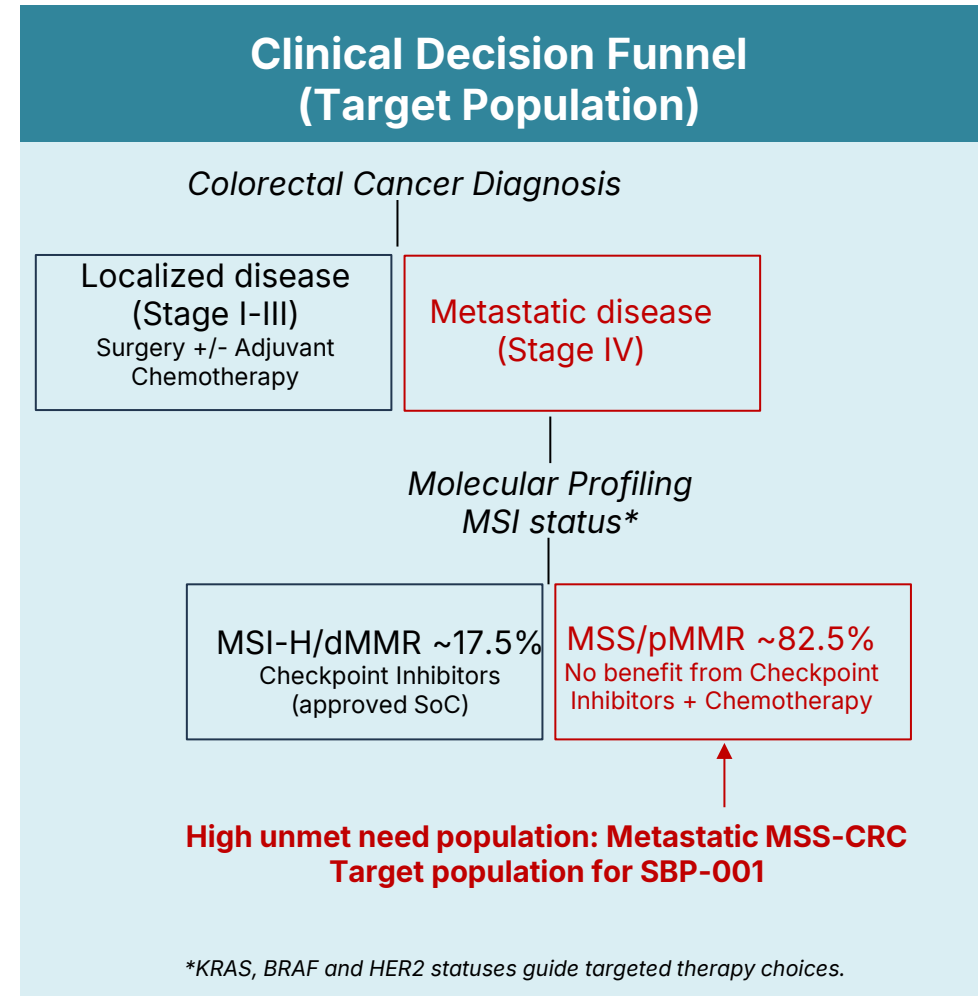 Clinical Decision Funnel
(Target Population)
Colorectal Cancer Diagnosis
Localized disease
(Stage I-III)
Surgery +/- Adjuvant
Chemotherapy
Metastatic disease
(Stage IV)
Molecular Profiling
MSI status*
MSI-H/dMMR ~17.5%
Checkpoint Inhibitors
(approved SoC)
MSS/pMMR ~82.5%
No benefit from Checkpoint
Inhibitors + Chemotherapy
High unmet need population: Metastatic MSS-CRC
Target population for SBP-001
*KRAS, BRAF and HER2 statuses guide targeted therapy choices.